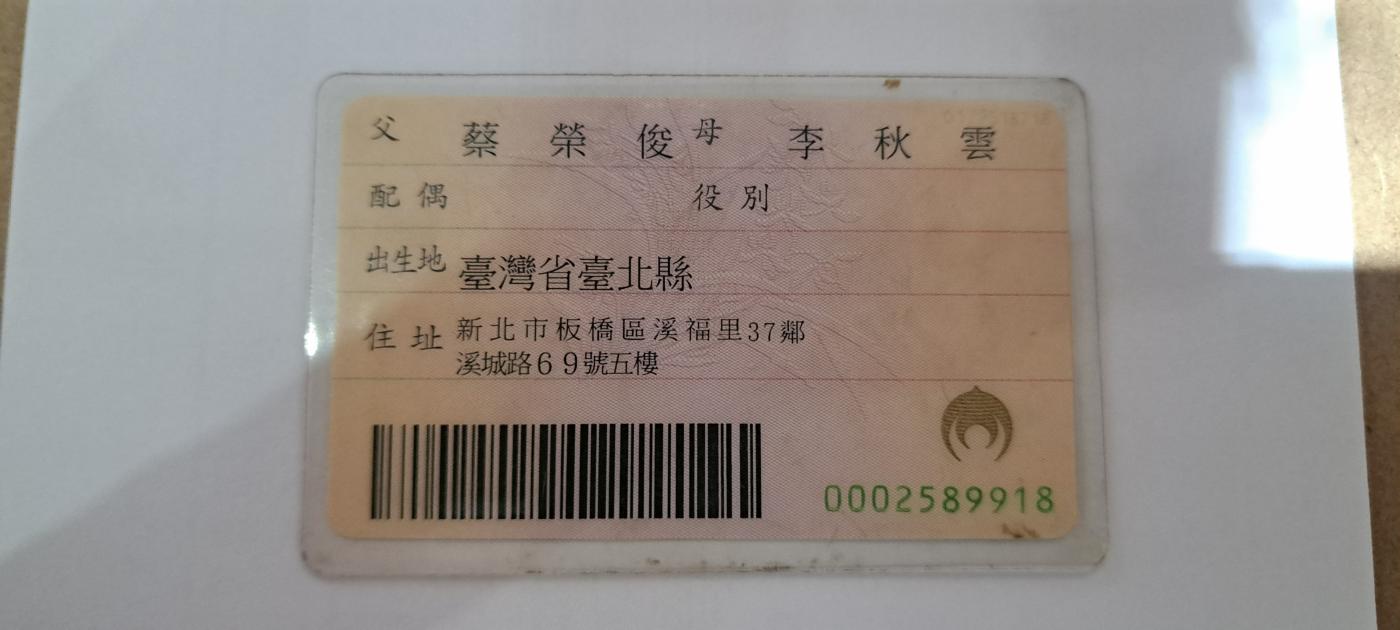 父 蔡榮俊 母 李秋雲
配偶 役別
出生地 臺灣省臺北縣
住址 新北市板橋區溪福里37鄰
溪城路69號五樓
0002589918